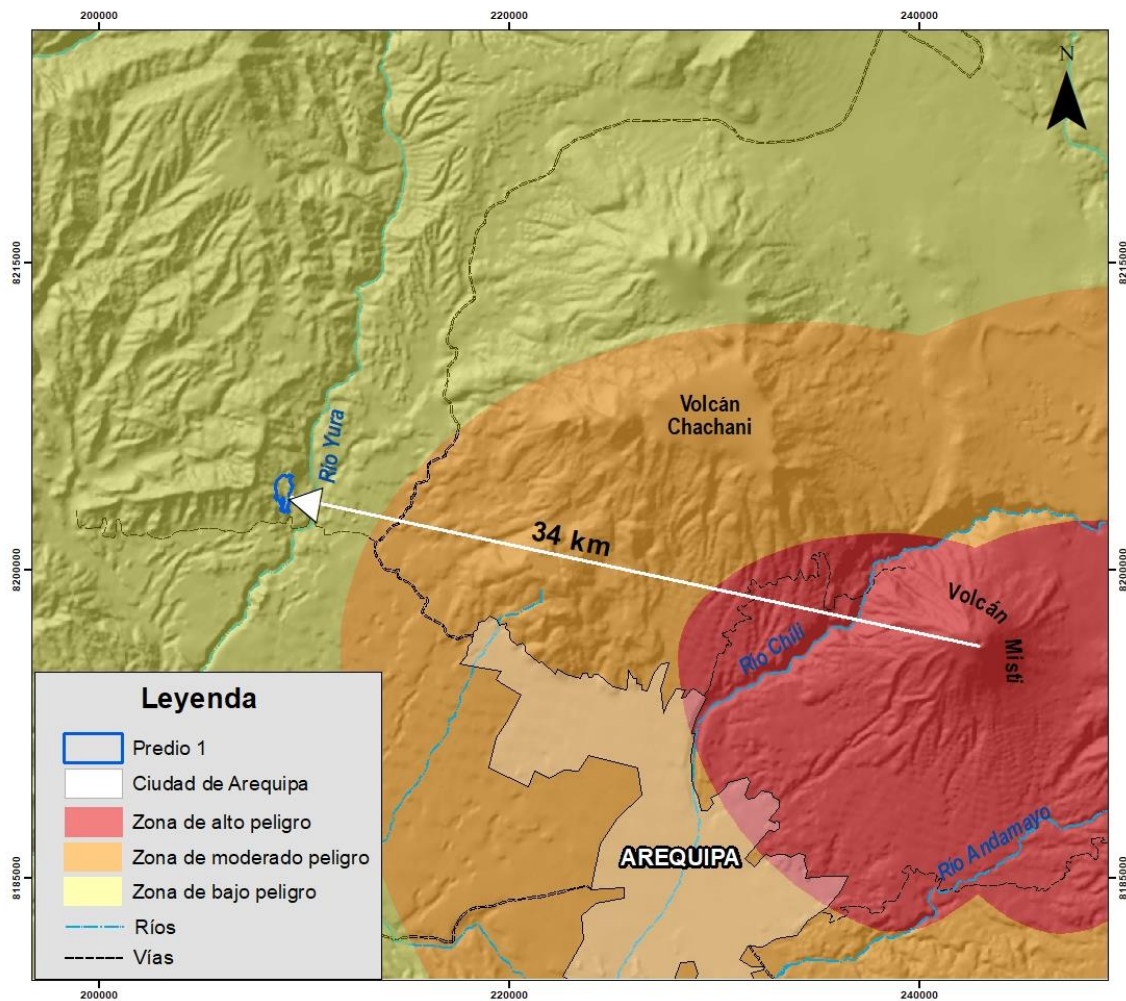 200000
220000
240000
N
8215000
8215000
Volcán
Chachani
Río Yura
34 km
8200000
8200000
Volcán
Misti
Río Chili
Río Andamayo
AREQUIPA
8185000
8185000
Leyenda
Predio 1
Ciudad de Arequipa
Zona de alto peligro
Zona de moderado peligro
Zona de bajo peligro
Ríos
Vías
200000
220000
240000